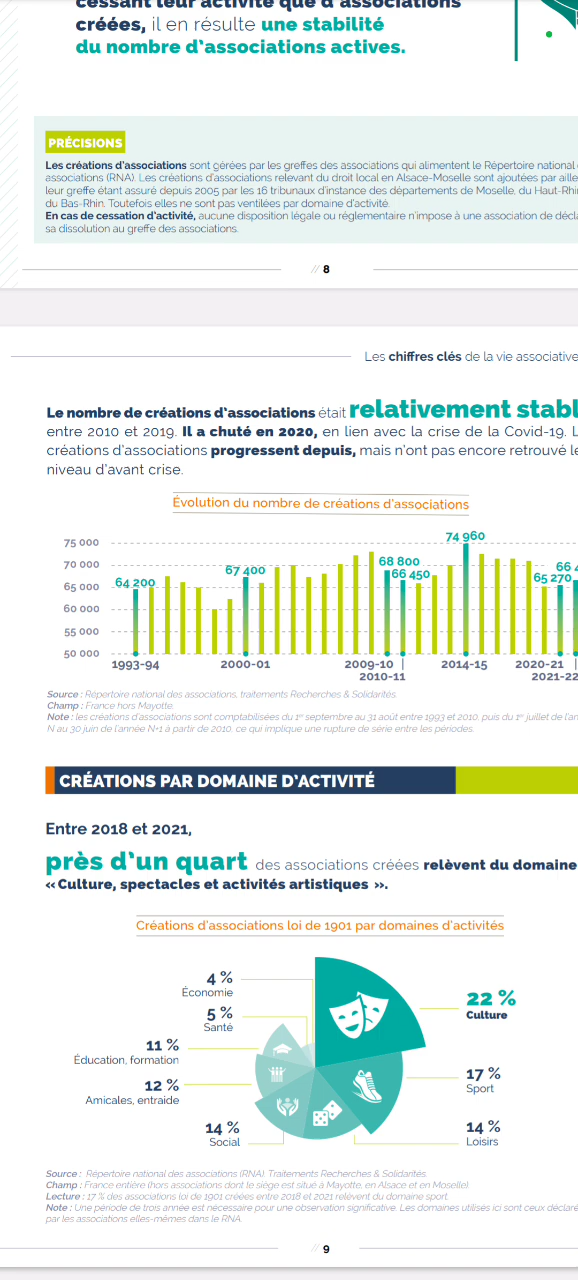 cessant leur activité que d'associations
créées, il en résulte une stabilité
du nombre d'associations actives.
PRÉCISIONS
Les créations d'associations sont gérées par les greffes des associations qui alimentent le Répertoire national
associations (RNA). Les créations d'associations relevant du droit local en Alsace-Moselle sont ajoutées par
leur greffe étant assuré depuis 2005 par les 16 tribunaux d'instance des départements de Moselle, du
du Bas-Rhin. Toutefois elles ne sont pas ventilées par domaine d'activité.
En cas de cessation d'activité, aucune disposition légale ou réglementaire n'impose à une association de
sa dissolution au greffe des associations.
// 8
Les chiffres clés de la vie associative
Le nombre de créations d'associations était relativement
entre 2010 et 2019. Il a chuté en 2020, en lien avec la crise de la Covid-19.
créations d'associations progressent depuis, mais n'ont pas encore retrouvé le
niveau d'avant crise.
Évolution du nombre de créations d'associations
74 960
75 000
70 000 68 800
67 400 66 450
65 000 64 200 65 270
60 000
55 000
50 000
1993-94 2000-01 2009-10 2014-15 2020-21
2010-11 2021-22
Source : Répertoire national des associations, traitements Recherches & Solidarités.
Champ : France hors Mayotte.
Note : les créations d'associations sont comptabilisées du 1er septembre au 31 août entre 1993 et 2010, puis du 1er juillet de
N au 30 juin de l'année N+1 à partir de 2010, ce qui implique une rupture de série entre les périodes.
CRÉATIONS PAR DOMAINE D'ACTIVITÉ
Entre 2018 et 2021,
près d'un quart des associations créées relèvent du domaine
« Culture, spectacles et activités artistiques ».
Créations d'associations loi de 1901 par domaines d'activités
4 %
Économie
22 %
Culture
5 %
Santé
11 %
Éducation, formation
17 %
Sport
12 %
Amicales, entraide
14 %
Social
14 %
Loisirs
Source : Répertoire national des associations (RNA). Traitements Recherches & Solidarités
Champ : France entière (hors associations dont le siège est situé à Mayotte, en Alsace et en Moselle).
Lecture : 17 % des associations loi de 1901 créées entre 2018 et 2021 relèvent du domaine sport.
Note : Une période de trois année est nécessaire pour une observation significative. Les domaines utilisés ici sont ceux
par les associations elles-mêmes dans le RNA.
// 9